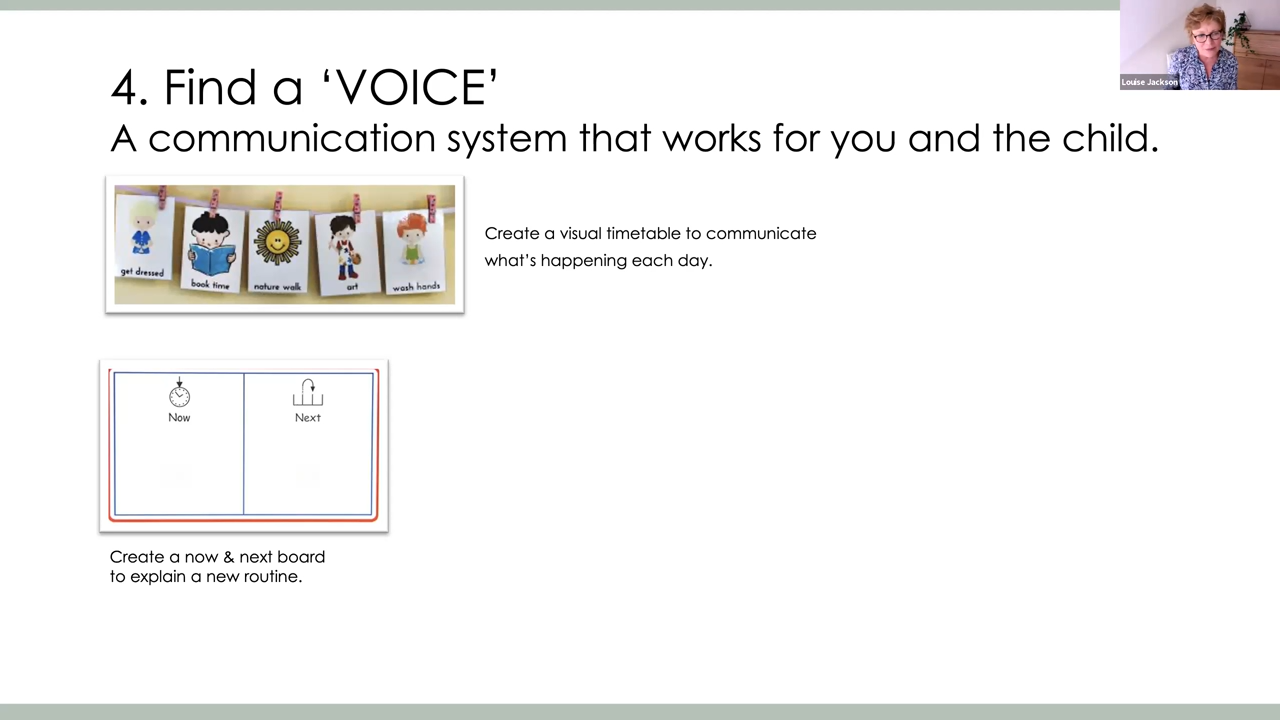 4. Find a ‘VOICE’
A communication system that works for you and the child.
Louise Jackson
get dressed
book time
nature walk
art
wash hands
Create a visual timetable to communicate
what’s happening each day.
Now
Next
Create a now & next board
to explain a new routine.